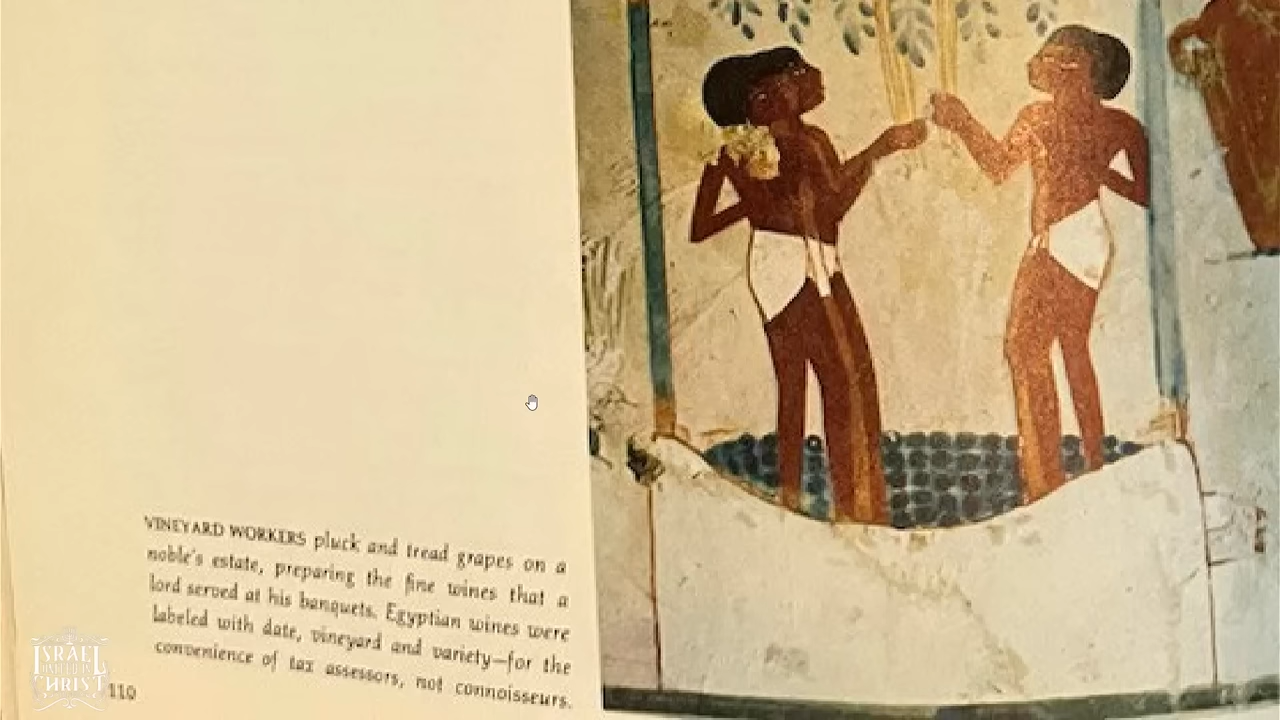 VINEYARD WORKERS pluck and tread grapes on a
noble's estate, preparing the fine wines that a
lord served at his banquets. Egyptian wines were
labeled with date, vineyard and variety—for the
convenience of tax assessors, not connoisseurs.
110
ISRAEL
UNITED IN
CHRIST